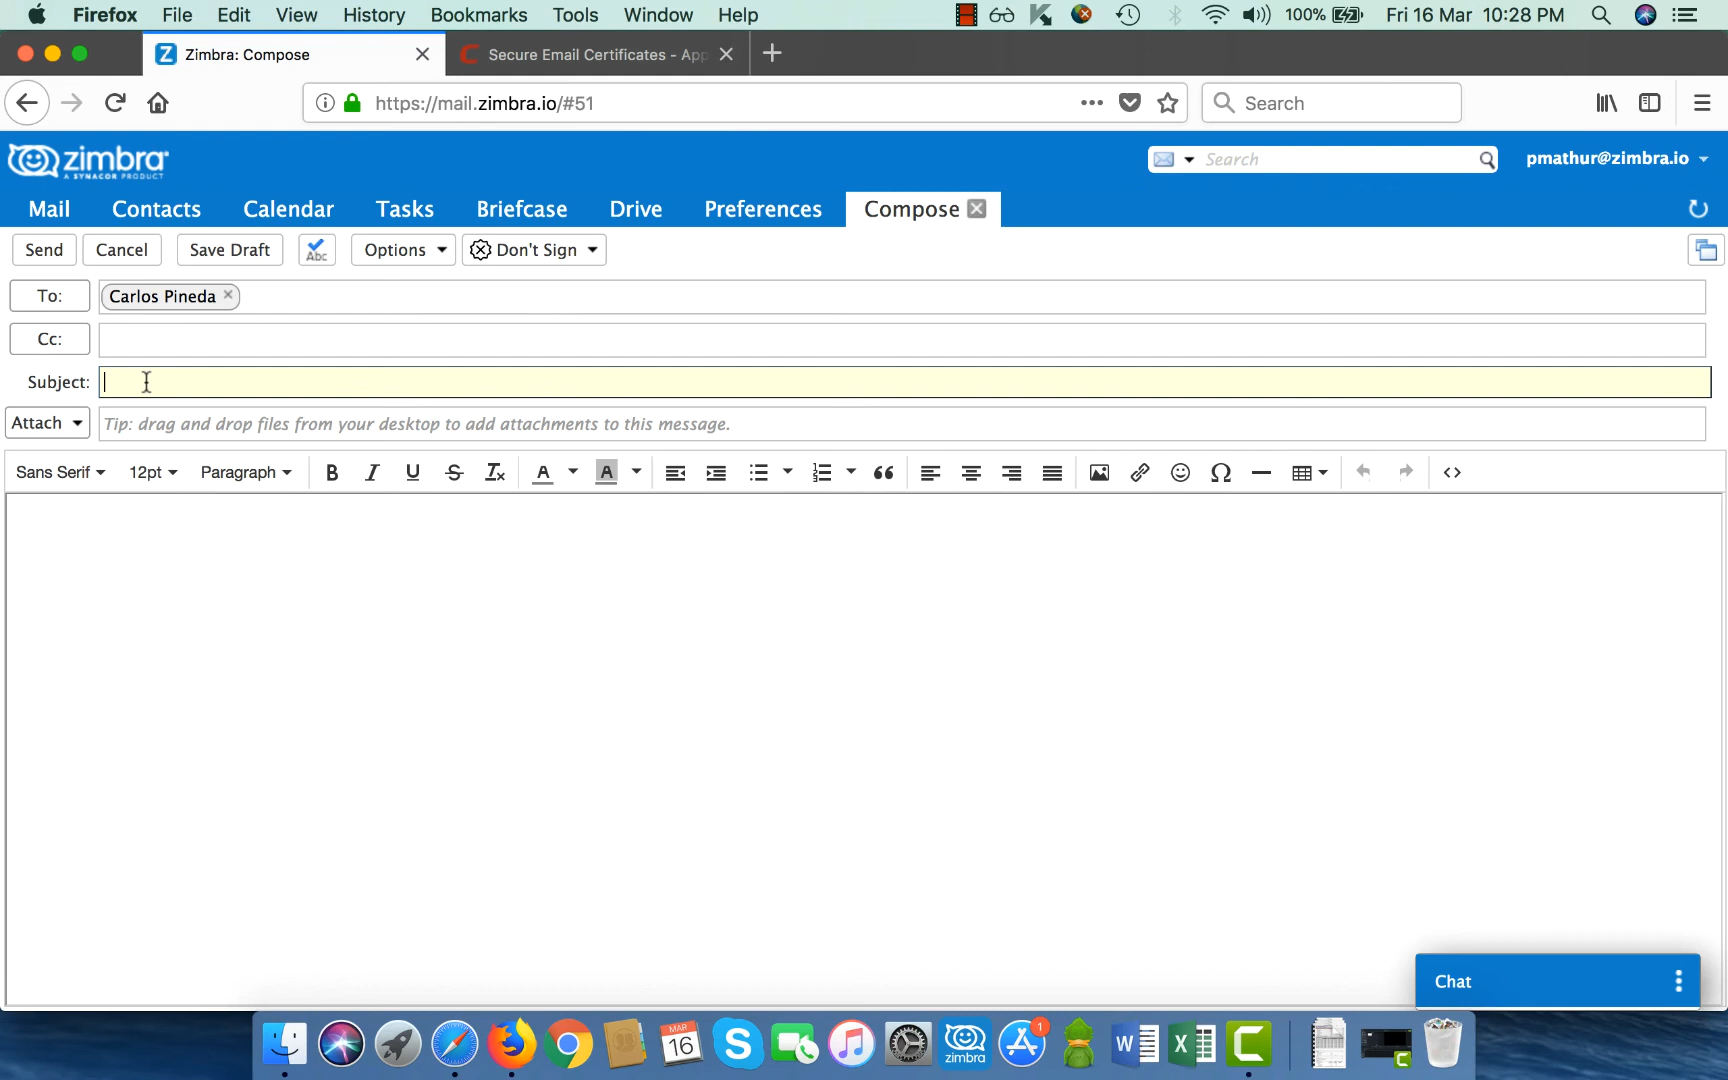 Firefox File Edit View History Bookmarks Tools Window Help 100% Fri 16 Mar 10:28 PM
Zimbra: Compose
Secure Email Certificates - App
https://mail.zimbra.io/#51
Search
zimbra
A SYNACOR PRODUCT
Search
pmathur@zimbra.io
Mail Contacts Calendar Tasks Briefcase Drive Preferences Compose
Send Cancel Save Draft Abc Options Don't Sign
To: Carlos Pineda
Cc:
Subject:
Attach Tip: drag and drop files from your desktop to add attachments to this message.
Sans Serif 12pt Paragraph B I U S Tx A A
Chat
MAR
16
zimbra
1